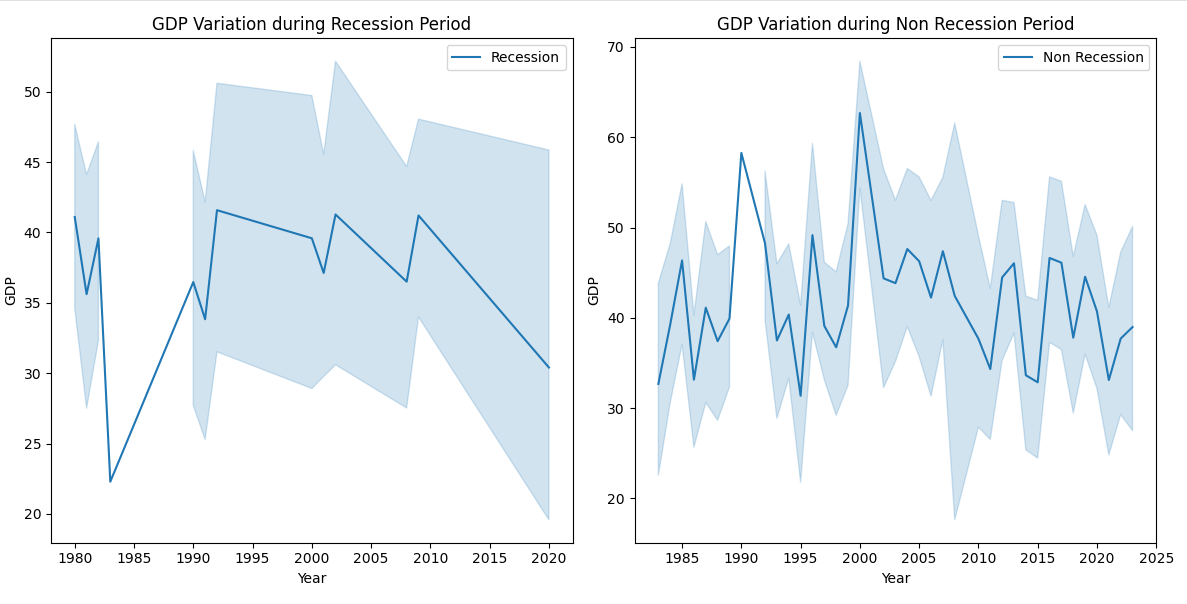 GDP Variation during Recession Period
Recession
GDP
50
45
40
35
30
25
20
1980 1985 1990 1995 2000 2005 2010 2015 2020
Year
GDP Variation during Non Recession Period
Non Recession
GDP
70
60
50
40
30
20
1985 1990 1995 2000 2005 2010 2015 2020 2025
Year